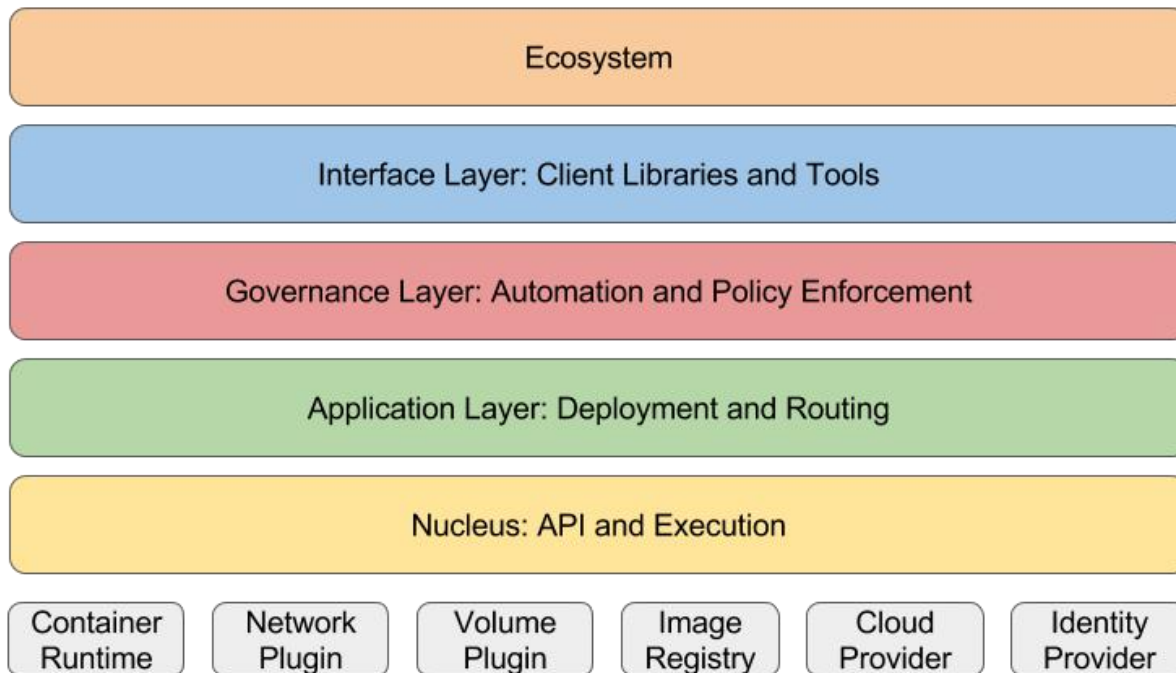 Ecosystem
Interface Layer: Client Libraries and Tools
Governance Layer: Automation and Policy Enforcement
Application Layer: Deployment and Routing
Nucleus: API and Execution
Container
Runtime
Network
Plugin
Volume
Plugin
Image
Registry
Cloud
Provider
Identity
Provider